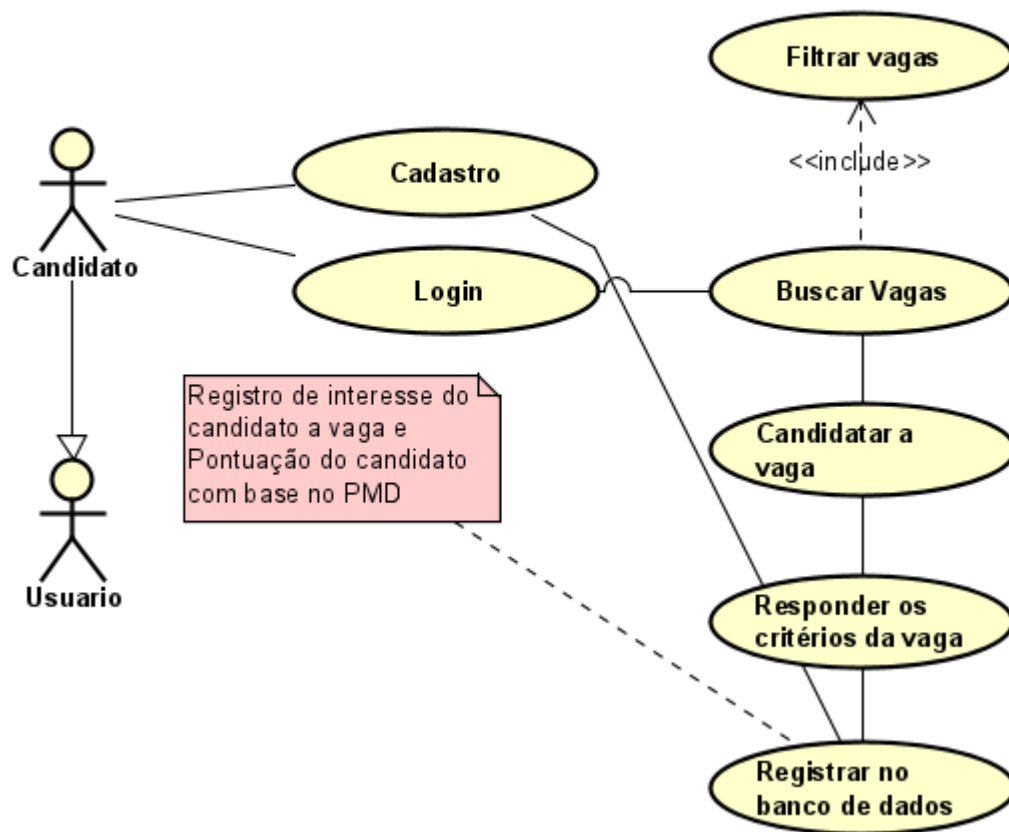 Filtrar vagas
<<include>>
Candidato
Cadastro
Login
Buscar Vagas
Registro de interesse do
candidato a vaga e
Pontuação do candidato
com base no PMD
Candidatar a
vaga
Usuario
Responder os
critérios da vaga
Registrar no
banco de dados